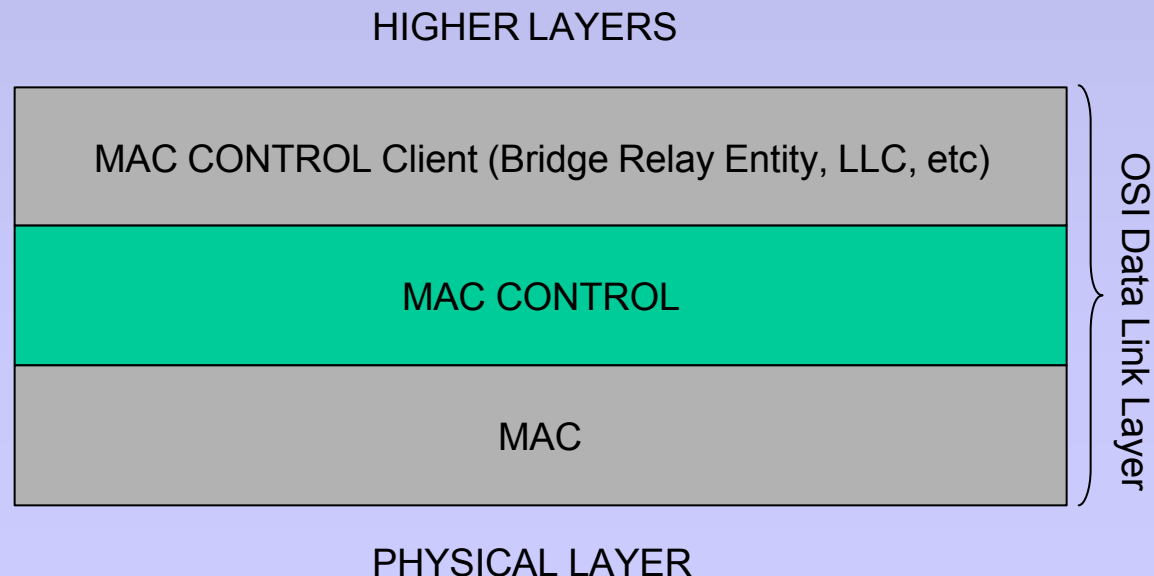 HIGHER LAYERS
MAC CONTROL Client (Bridge Relay Entity, LLC, etc)
MAC CONTROL
MAC
OSI Data Link Layer
PHYSICAL LAYER